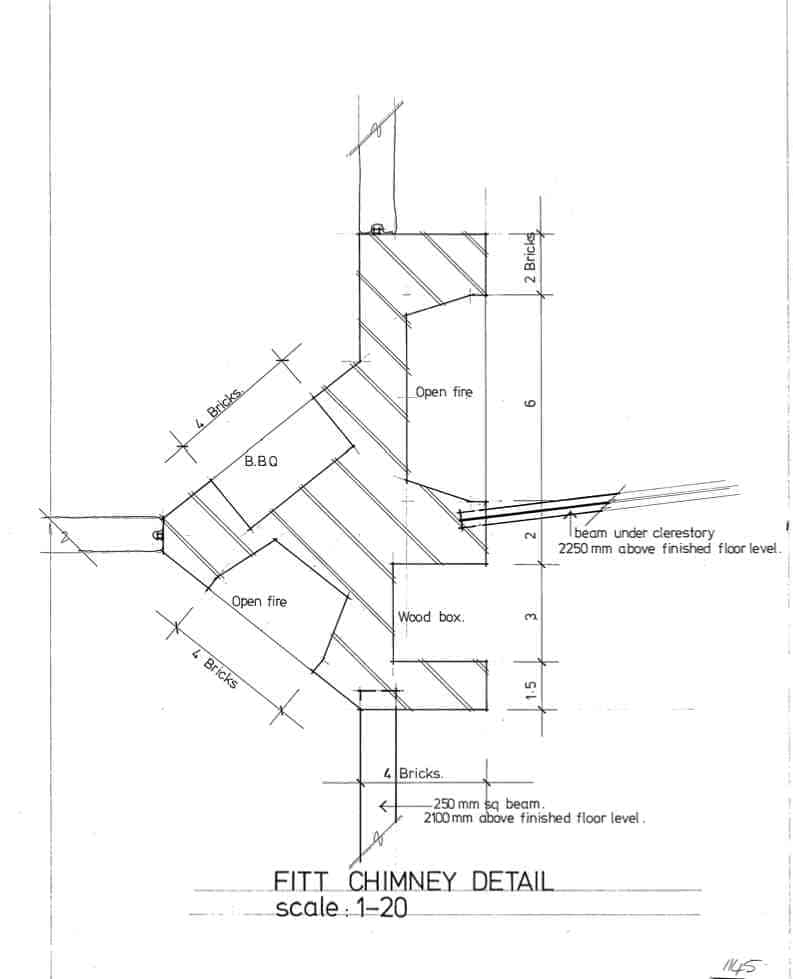 2 Bricks
Open fire
6
4 Bricks.
B.B.Q
2
beam under clerestory
2250 mm above finished floor level.
Open fire
Wood box.
3
4 Bricks
1·5
4 Bricks.
250 mm sq beam.
2100 mm above finished floor level.
FITT CHIMNEY DETAIL
scale : 1–20
1145